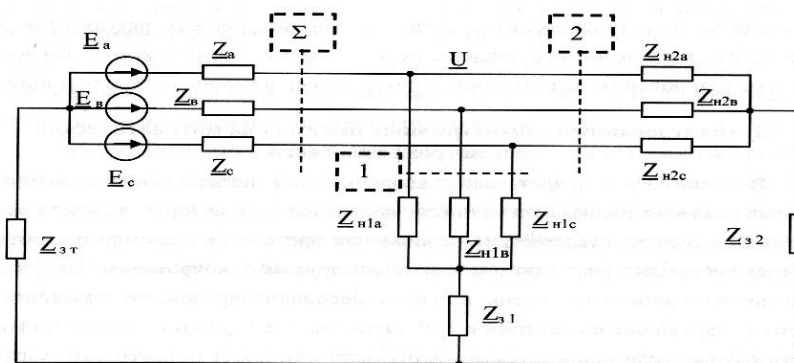 E a
Z a
Σ
2
U
Z н2а
E в
Z в
Z н2в
E c
Z c
1
Z н2с
Z н1а
Z н1в
Z н1с
Z з т
Z з 2
Z з 1